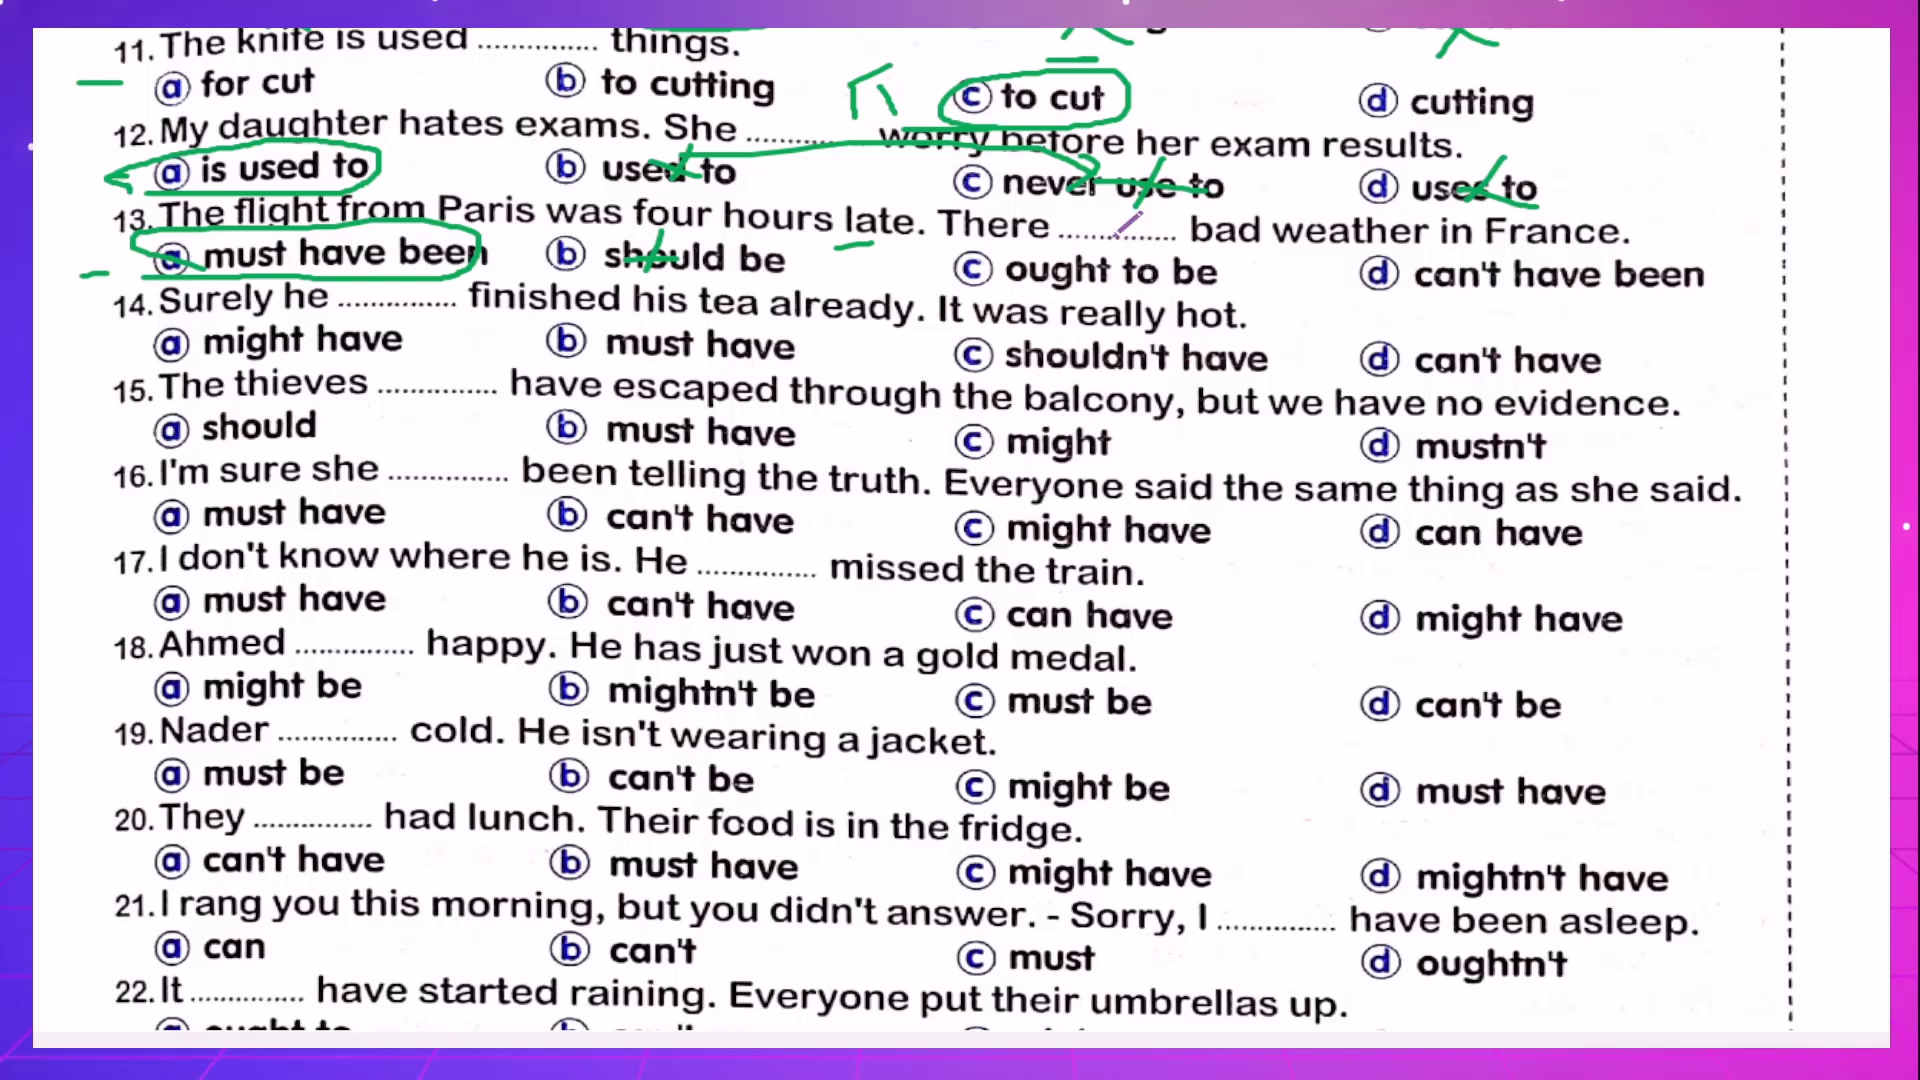 11. The knife is used .............. things.
a for cut b to cutting c to cut d cutting
12. My daughter hates exams. She .......... worry before her exam results.
a is used to b used to c never use to d uses to
13. The flight from Paris was four hours late. There .............. bad weather in France.
a must have been b should be c ought to be d can't have been
14. Surely he .............. finished his tea already. It was really hot.
a might have b must have c shouldn't have d can't have
15. The thieves .............. have escaped through the balcony, but we have no evidence.
a should b must have c might d mustn't
16. I'm sure she .............. been telling the truth. Everyone said the same thing as she said.
a must have b can't have c might have d can have
17. I don't know where he is. He .............. missed the train.
a must have b can't have c can have d might have
18. Ahmed .............. happy. He has just won a gold medal.
a might be b mightn't be c must be d can't be
19. Nader .............. cold. He isn't wearing a jacket.
a must be b can't be c might be d must have
20. They .............. had lunch. Their food is in the fridge.
a can't have b must have c might have d mightn't have
21. I rang you this morning, but you didn't answer. - Sorry, I .............. have been asleep.
a can b can't c must d oughtn't
22. It .............. have started raining. Everyone put their umbrellas up.
a ought to b